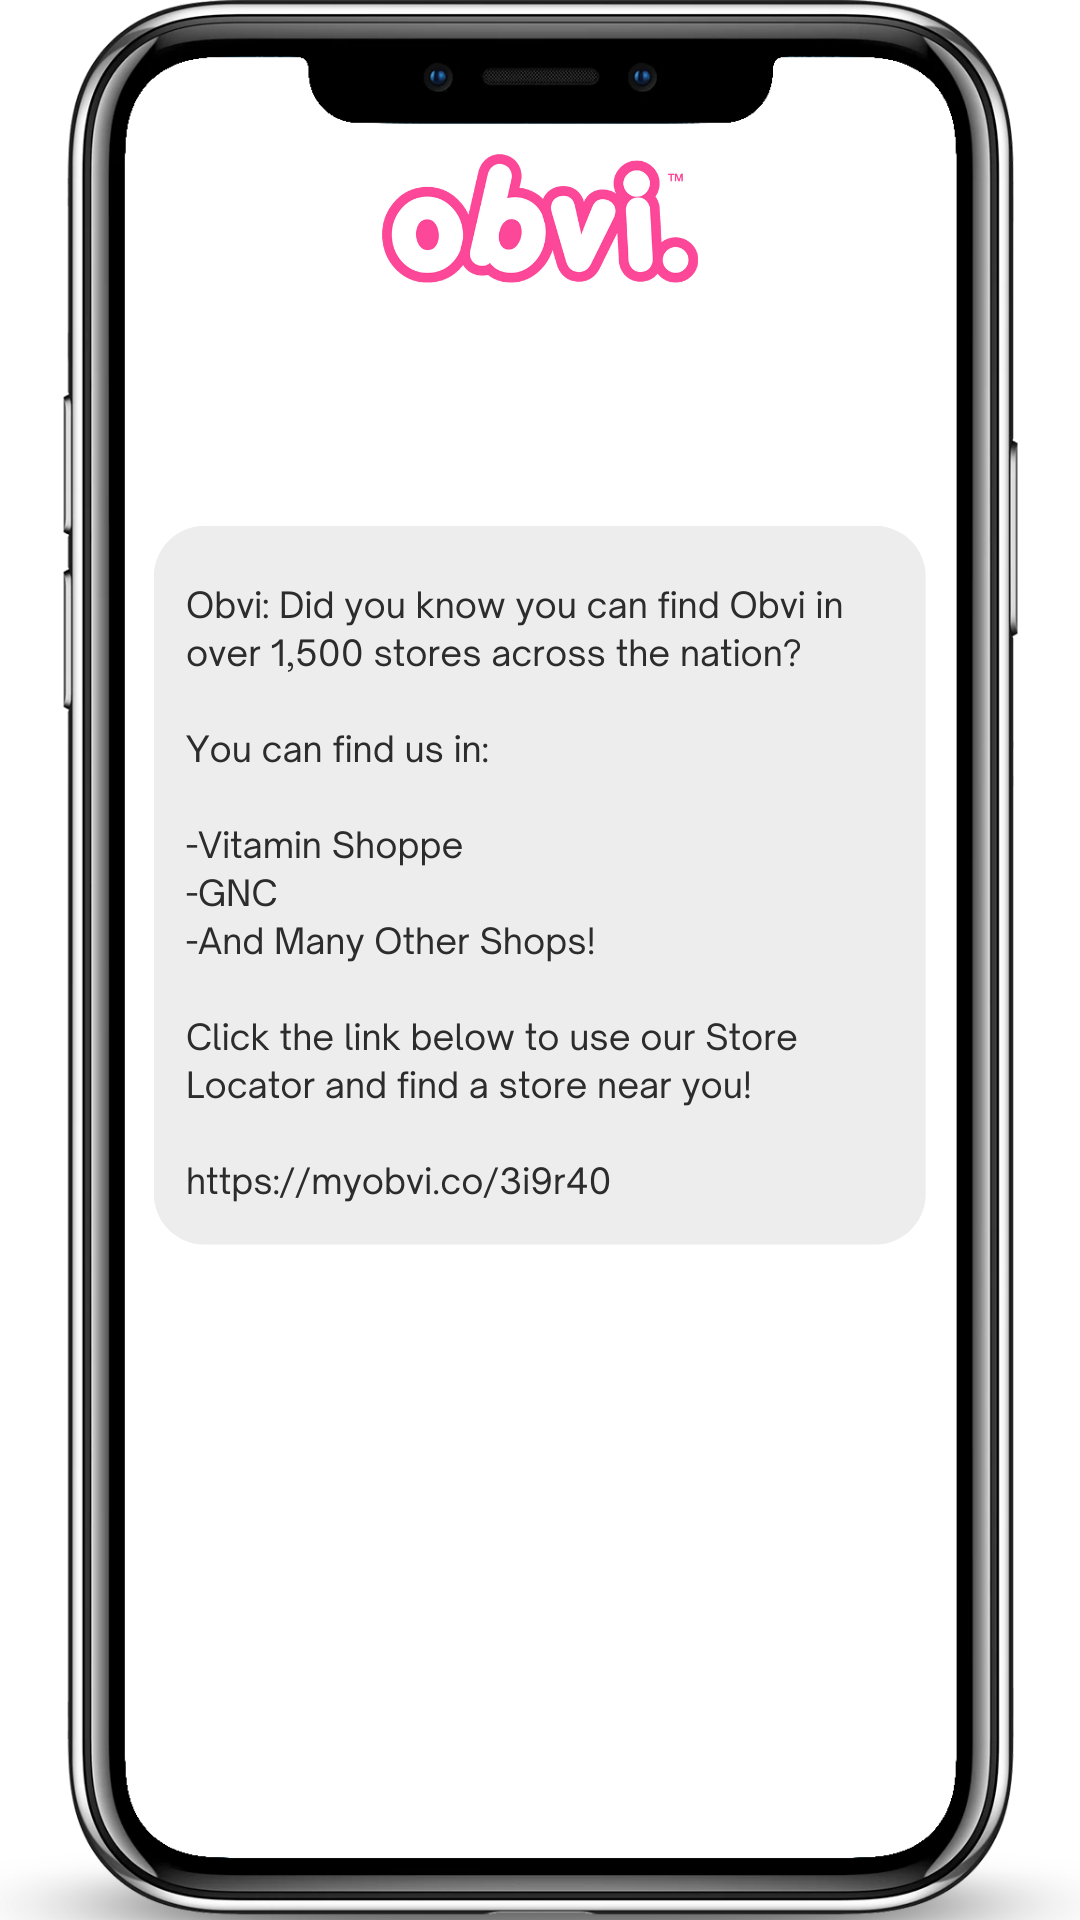 obvi.™
Obvi: Did you know you can find Obvi in
over 1,500 stores across the nation?
You can find us in:
-Vitamin Shoppe
-GNC
-And Many Other Shops!
Click the link below to use our Store
Locator and find a store near you!
https://myobvi.co/3i9r40